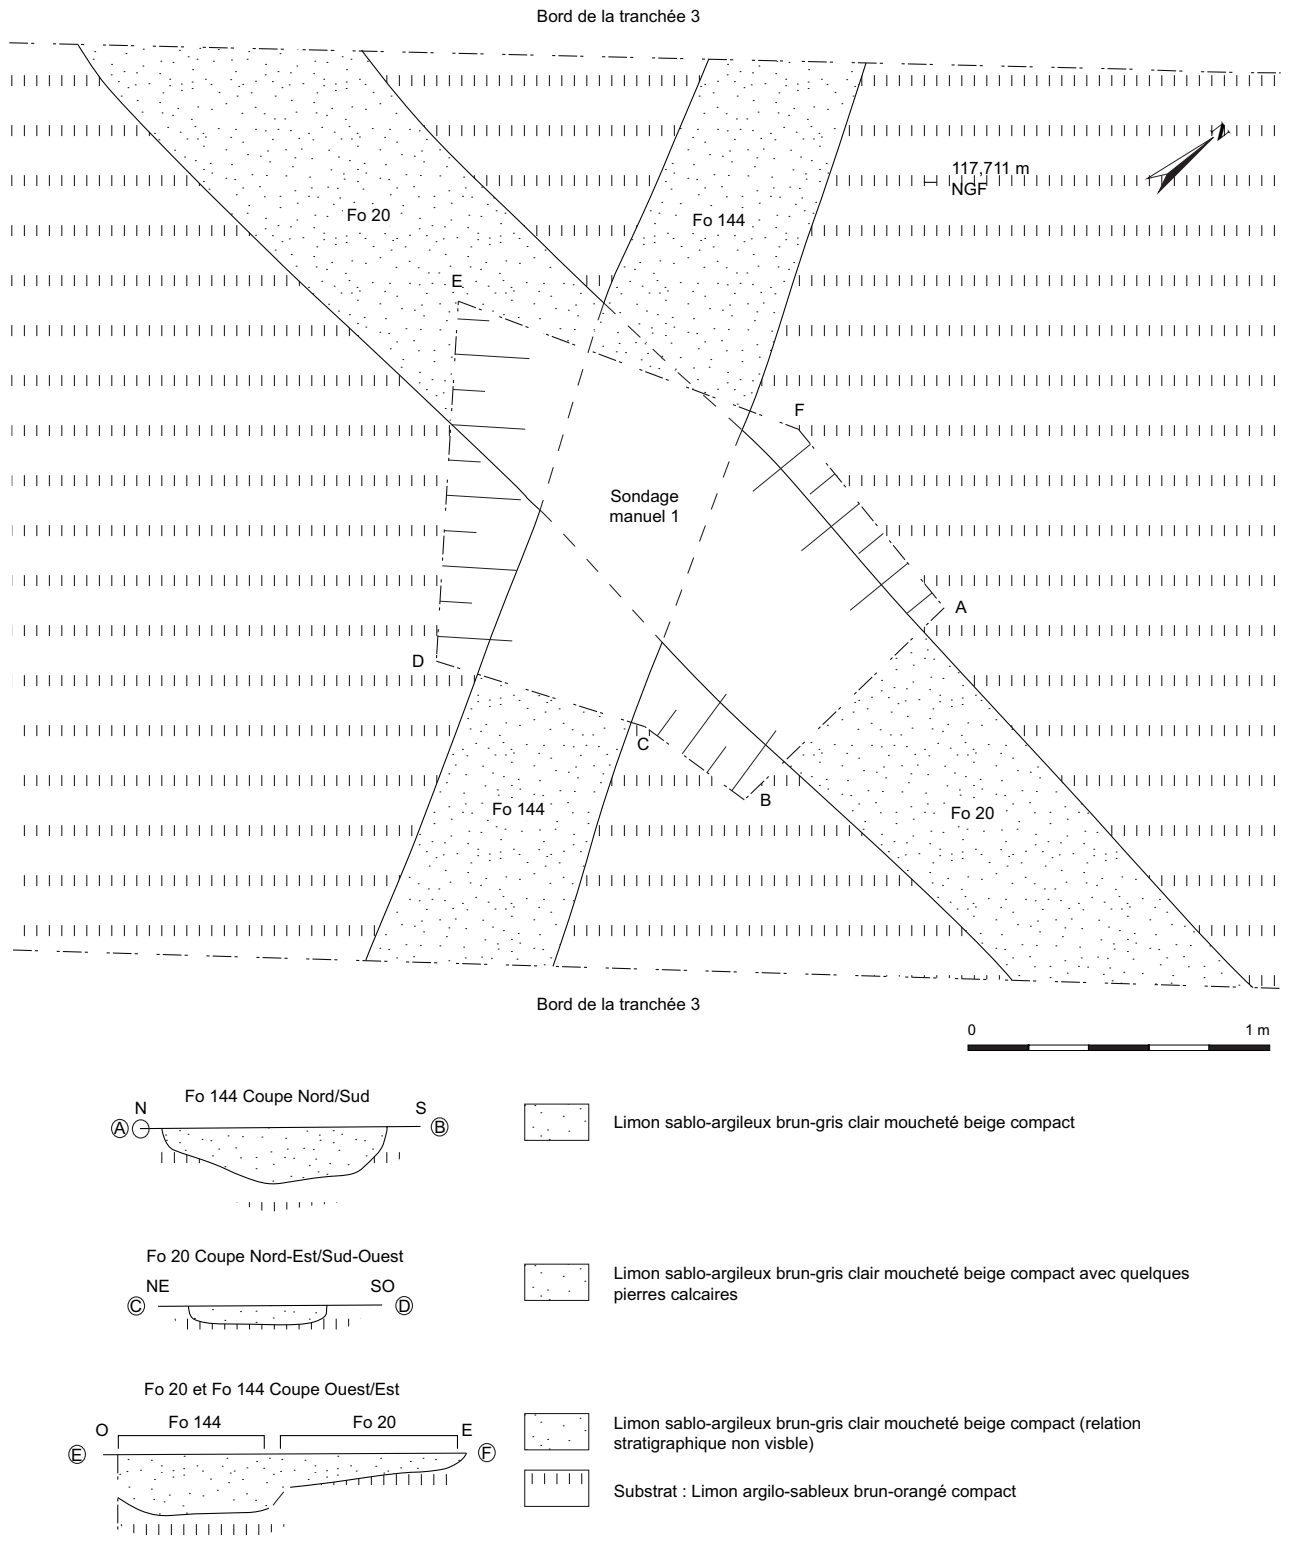 Bord de la tranchée 3
117,711 m
NGF
Fo 20
Fo 144
E
F
Sondage
manuel 1
A
D
C
B
Fo 144
Fo 20
Bord de la tranchée 3
0 1 m
Fo 144 Coupe Nord/Sud
N S
A B
Limon sablo-argileux brun-gris clair moucheté beige compact
Fo 20 Coupe Nord-Est/Sud-Ouest
NE SO
C D
Limon sablo-argileux brun-gris clair moucheté beige compact avec quelques
pierres calcaires
Fo 20 et Fo 144 Coupe Ouest/Est
O Fo 144 Fo 20 E
E F
Limon sablo-argileux brun-gris clair moucheté beige compact (relation
stratigraphique non visble)
Substrat : Limon argilo-sableux brun-orangé compact